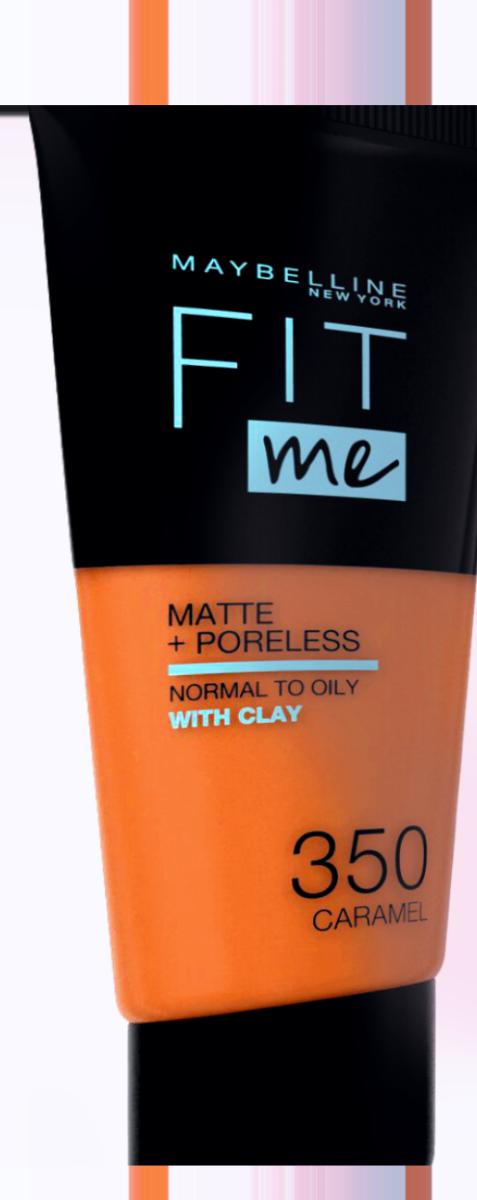 MAYBELLINE
NEW YORK
FIT
me
MATTE
+ PORELESS
NORMAL TO OILY
WITH CLAY
350
CARAMEL